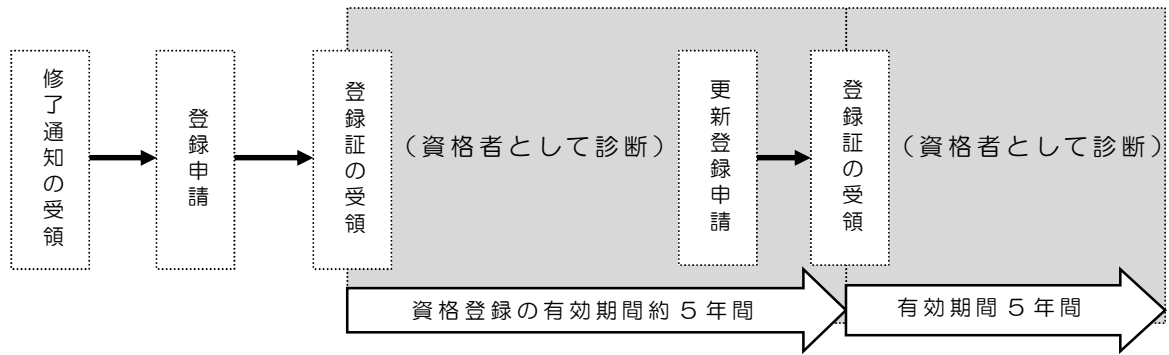 修了通知の受領
登録申請
登録証の受領
（資格者として診断）
更新登録申請
登録証の受領
（資格者として診断）
資格登録の有効期間約５年間
有効期間５年間